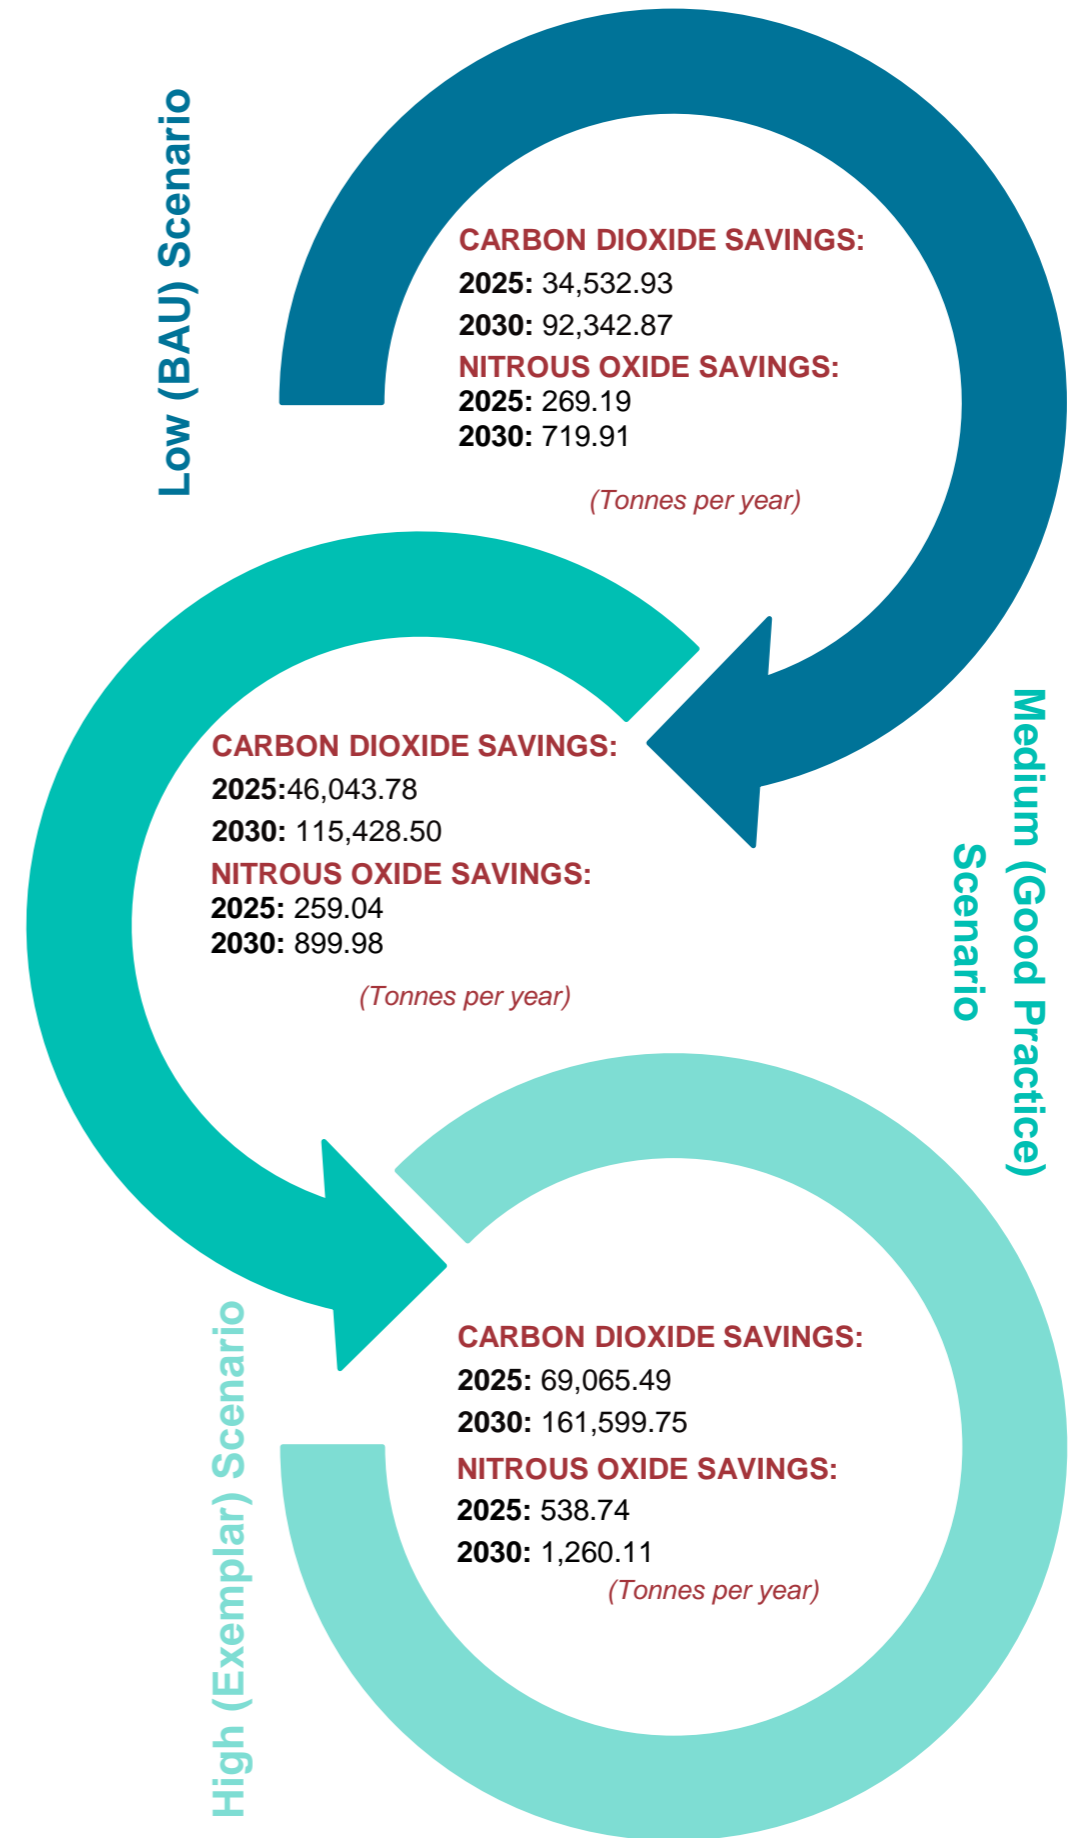 Low (BAU) Scenario
CARBON DIOXIDE SAVINGS:
2025: 34,532.93
2030: 92,342.87
NITROUS OXIDE SAVINGS:
2025: 269.19
2030: 719.91
(Tonnes per year)
Medium (Good Practice)
Scenario
CARBON DIOXIDE SAVINGS:
2025:46,043.78
2030: 115,428.50
NITROUS OXIDE SAVINGS:
2025: 259.04
2030: 899.98
(Tonnes per year)
High (Exemplar) Scenario
CARBON DIOXIDE SAVINGS:
2025: 69,065.49
2030: 161,599.75
NITROUS OXIDE SAVINGS:
2025: 538.74
2030: 1,260.11
(Tonnes per year)